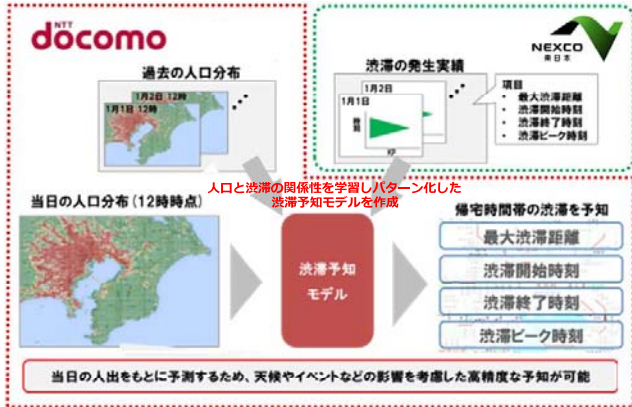 NTT
döcomo
NEXCO
東日本
過去の人口分布
1月2日 12時
1月1日 12時
渋滞の発生実績
1月2日
1月1日
時刻
KP
項目
・ 最大渋滞距離
・ 渋滞開始時刻
・ 渋滞終了時刻
・ 渋滞ピーク時刻
人口と渋滞の関係性を学習しパターン化した
渋滞予知モデルを作成
当日の人口分布(12時時点)
渋滞予知
モデル
帰宅時間帯の渋滞を予知
最大渋滞距離
渋滞開始時刻
渋滞終了時刻
渋滞ピーク時刻
当日の人出をもとに予測するため、天候やイベントなどの影響を考慮した高精度な予知が可能